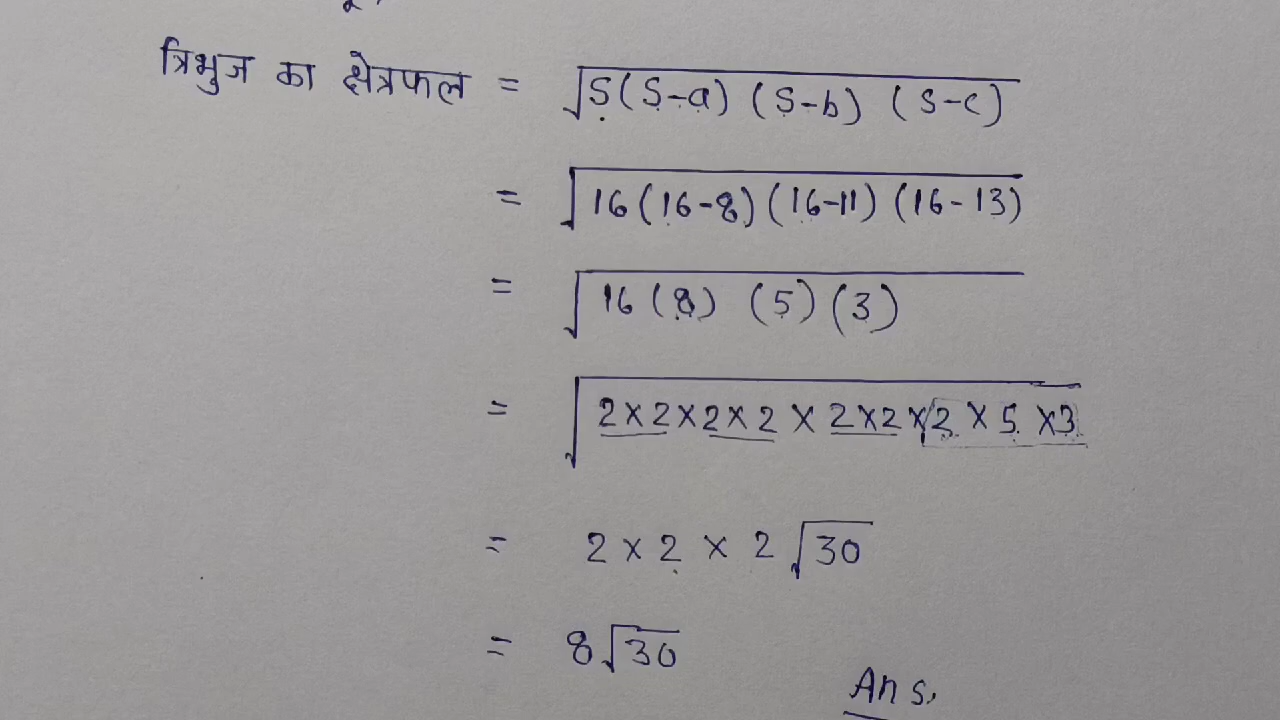 त्रिभुज का क्षेत्रफल = √S(S-a) (S-b) (S-c)
= √16(16-8)(16-11)(16-13)
= √16(8) (5)(3)
= √2×2×2×2×2×2×2×5×3
= 2×2×2√30
= 8√30
Ans.